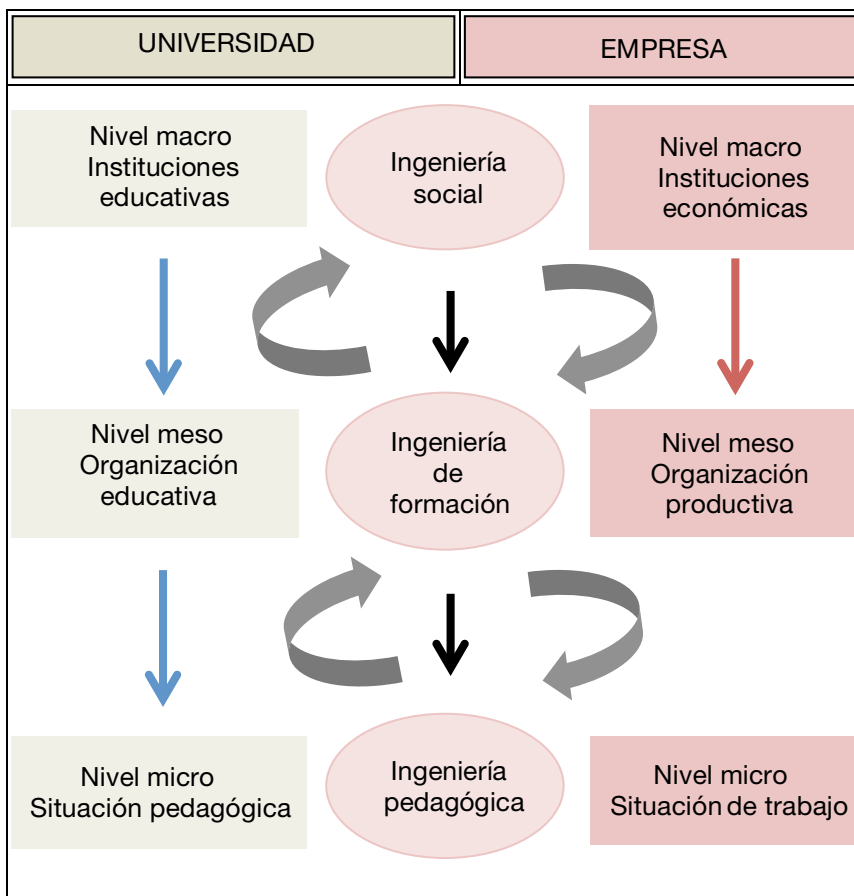 UNIVERSIDAD
EMPRESA
Nivel macro
Instituciones
educativas
Ingeniería
social
Nivel macro
Instituciones
económicas
Nivel meso
Organización
educativa
Ingeniería
de
formación
Nivel meso
Organización
productiva
Nivel micro
Situación pedagógica
Ingeniería
pedagógica
Nivel micro
Situación de trabajo